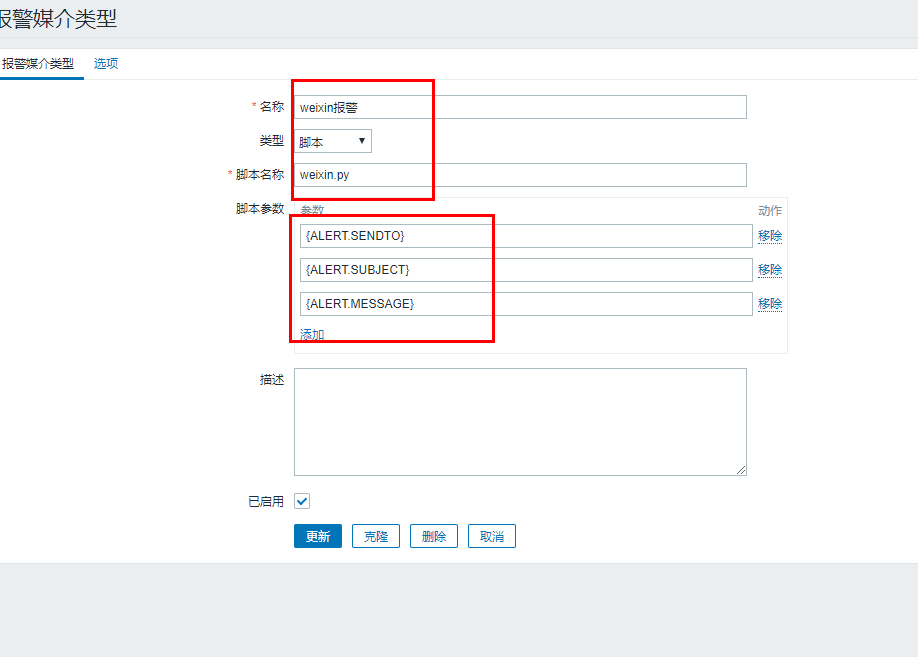 报警媒介类型
报警媒介类型 选项
* 名称 weixin报警
类型 脚本
* 脚本名称 weixin.py
脚本参数 参数 动作
{ALERT.SENDTO} 移除
{ALERT.SUBJECT} 移除
{ALERT.MESSAGE} 移除
添加
描述
已启用
更新 克隆 删除 取消